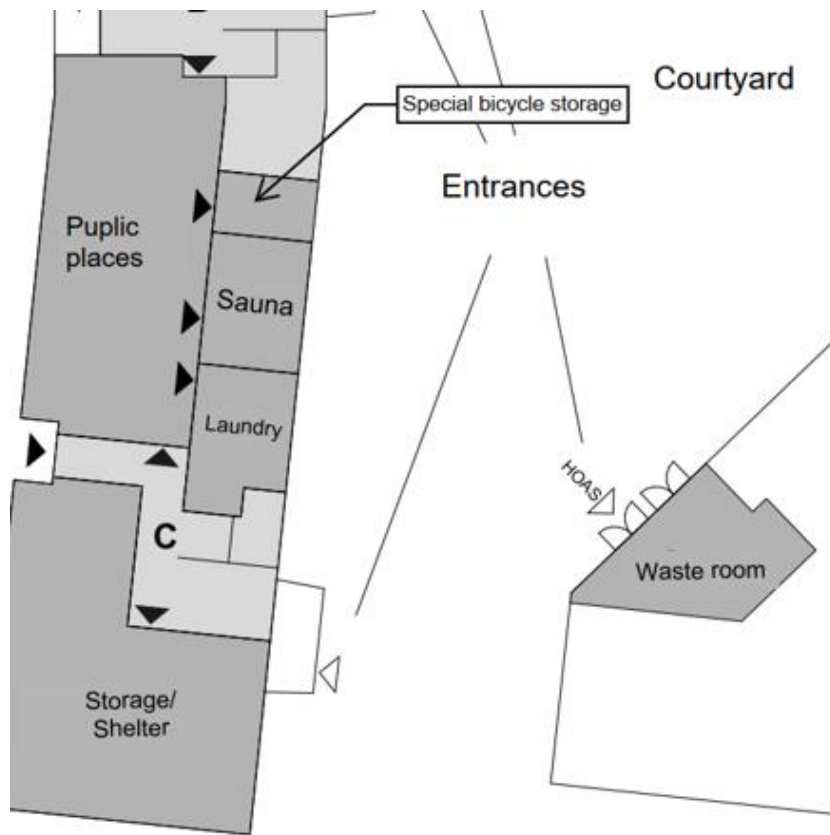 Courtyard
Special bicycle storage
Entrances
Puplic
places
Sauna
Laundry
HOAS
C
Waste room
Storage/
Shelter